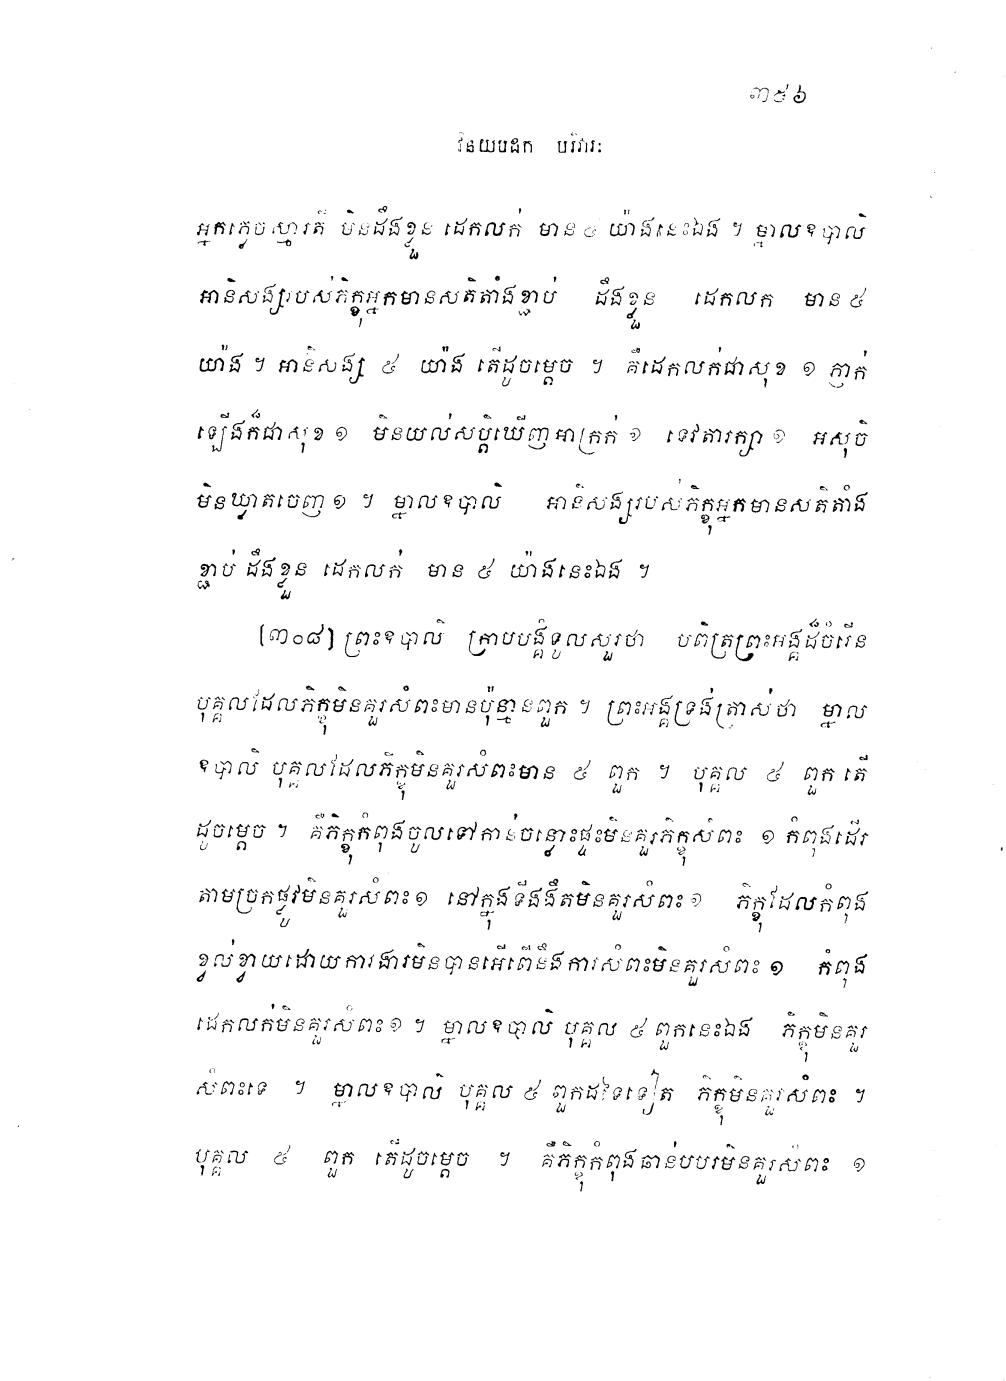 ៣៥៦
វិនយបិដក បរិវារៈ
អ្នកភ្លេចស្មារតី មិនដឹងខ្លួន ដេកលក់ មាន ៥ យ៉ាងនេះឯង ។ ម្នាលឧបាលិ
អានិសង្សរបស់ភិក្ខុអ្នកមានសតិតាំងខ្ជាប់ ដឹងខ្លួន ដេកលក់ មាន ៥
យ៉ាង ។ អានិសង្ស ៥ យ៉ាង តើដូចម្តេច ។ គឺដេកលក់ជាសុខ ១ ភ្ញាក់
ឡើងក៏ជាសុខ ១ មិនយល់សប្តិឃើញអាក្រក់ ១ ទេវតារក្សា ១ អសុចិ
មិនឃ្លាតចេញ ១ ។ ម្នាលឧបាលិ អានិសង្សរបស់ភិក្ខុអ្នកមានសតិតាំង
ខ្ជាប់ ដឹងខ្លួន ដេកលក់ មាន ៥ យ៉ាងនេះឯង ។
[៣០៨] ព្រះឧបាលិ ក្រាបបង្គំទូលសួរថា បពិត្រព្រះអង្គដ៏ចំរើន
បុគ្គលដែលភិក្ខុមិនគួរសំពះមានប៉ុន្មានពួក ។ ព្រះអង្គទ្រង់ត្រាស់ថា ម្នាល
ឧបាលិ បុគ្គលដែលភិក្ខុមិនគួរសំពះមាន ៥ ពួក ។ បុគ្គល ៥ ពួក តើ
ដូចម្តេច ។ គឺភិក្ខុកំពុងចូលទៅកាន់ចន្លោះផ្ទះមិនគួរភិក្ខុសំពះ ១ កំពុងដើរ
តាមច្រកផ្លូវមិនគួរសំពះ ១ នៅក្នុងទីងងឹតមិនគួរសំពះ ១ ភិក្ខុដែលកំពុង
ខ្វល់ខ្វាយដោយការងារមិនបានអើពើនឹងការសំពះមិនគួរសំពះ ១ កំពុង
ដេកលក់មិនគួរសំពះ ១ ។ ម្នាលឧបាលិ បុគ្គល ៥ ពួកនេះឯង ភិក្ខុមិនគួរ
សំពះទេ ។ ម្នាលឧបាលិ បុគ្គល ៥ ពួកដទៃទៀត ភិក្ខុមិនគួរសំពះ ។
បុគ្គល ៥ ពួក តើដូចម្តេច ។ គឺភិក្ខុកំពុងឆាន់បបរមិនគួរសំពះ ១